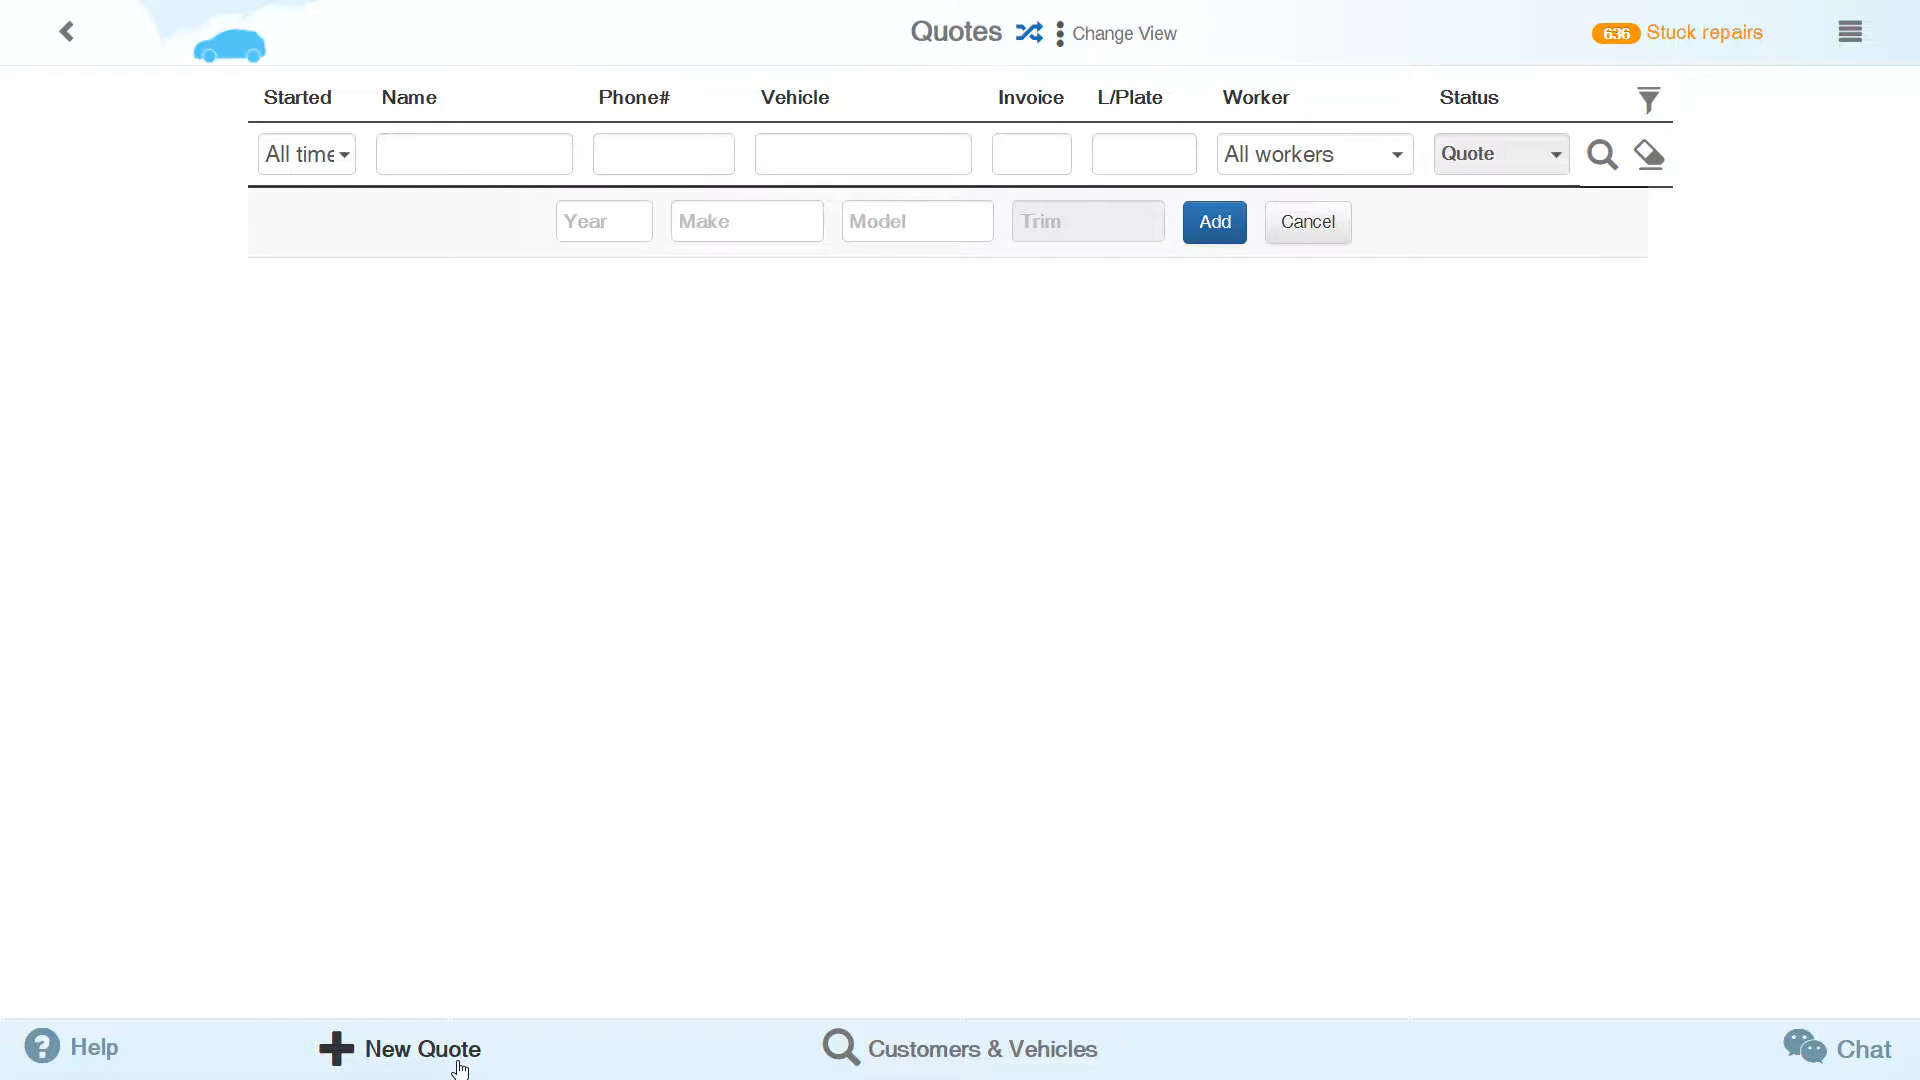 Quotes Change View
636 Stuck repairs
Started Name Phone# Vehicle Invoice L/Plate Worker Status
All time All workers Quote
Year Make Model Trim Add Cancel
? Help New Quote Customers & Vehicles Chat